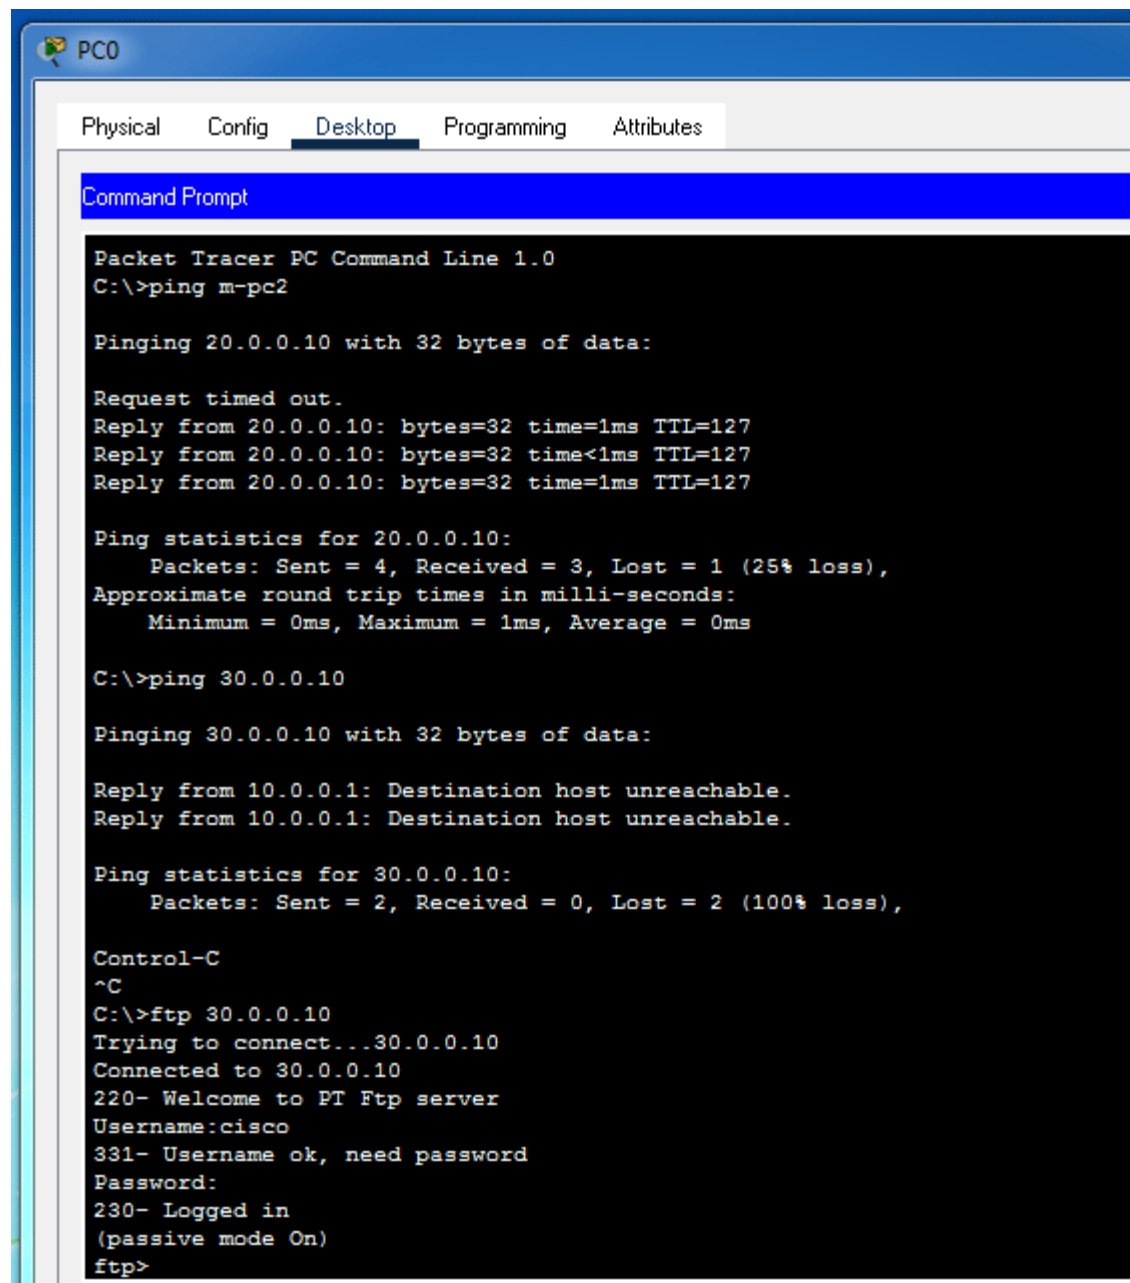 PC0
Physical Config Desktop Programming Attributes
Command Prompt
Packet Tracer PC Command Line 1.0
C:\>ping m-pc2
Pinging 20.0.0.10 with 32 bytes of data:
Request timed out.
Reply from 20.0.0.10: bytes=32 time=1ms TTL=127
Reply from 20.0.0.10: bytes=32 time<1ms TTL=127
Reply from 20.0.0.10: bytes=32 time=1ms TTL=127
Ping statistics for 20.0.0.10:
Packets: Sent = 4, Received = 3, Lost = 1 (25% loss),
Approximate round trip times in milli-seconds:
Minimum = 0ms, Maximum = 1ms, Average = 0ms
C:\>ping 30.0.0.10
Pinging 30.0.0.10 with 32 bytes of data:
Reply from 10.0.0.1: Destination host unreachable.
Reply from 10.0.0.1: Destination host unreachable.
Ping statistics for 30.0.0.10:
Packets: Sent = 2, Received = 0, Lost = 2 (100% loss),
Control-C
^C
C:\>ftp 30.0.0.10
Trying to connect...30.0.0.10
Connected to 30.0.0.10
220- Welcome to PT Ftp server
Username:cisco
331- Username ok, need password
Password:
230- Logged in
(passive mode On)
ftp>